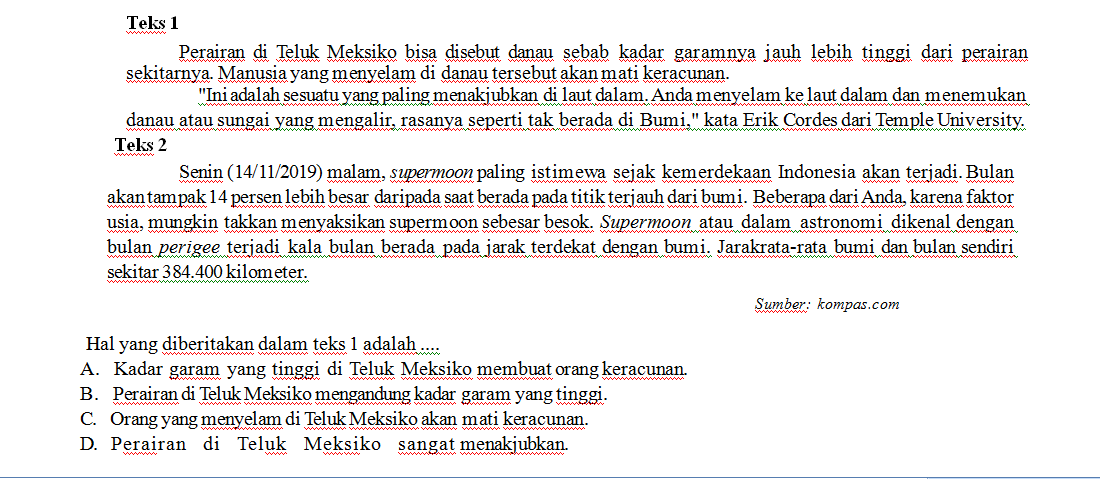 Teks 1
Perairan di Teluk Meksiko bisa disebut danau sebab kadar garamnya jauh lebih tinggi dari perairan
sekitarnya. Manusia yang menyelam di danau tersebut akan mati keracunan.
"Ini adalah sesuatu yang paling menakjubkan di laut dalam. Anda menyelam ke laut dalam dan menemukan
danau atau sungai yang mengalir, rasanya seperti tak berada di Bumi," kata Erik Cordes dari Temple University.
Teks 2
Senin (14/11/2019) malam, supermoon paling istimewa sejak kemerdekaan Indonesia akan terjadi. Bulan
akan tampak 14 persen lebih besar daripada saat berada pada titik terjauh dari bumi. Beberapa dari Anda, karena faktor
usia, mungkin takkan menyaksikan supermoon sebesar besok. Supermoon atau dalam astronomi dikenal dengan
bulan perigee terjadi kala bulan berada pada jarak terdekat dengan bumi. Jarakrata-rata bumi dan bulan sendiri
sekitar 384.400 kilometer.
Sumber: kompas.com
Hal yang diberitakan dalam teks 1 adalah ....
A. Kadar garam yang tinggi di Teluk Meksiko membuat orang keracunan.
B. Perairan di Teluk Meksiko mengandung kadar garam yang tinggi.
C. Orang yang menyelam di Teluk Meksiko akan mati keracunan.
D. Perairan di Teluk Meksiko sangat menakjubkan.